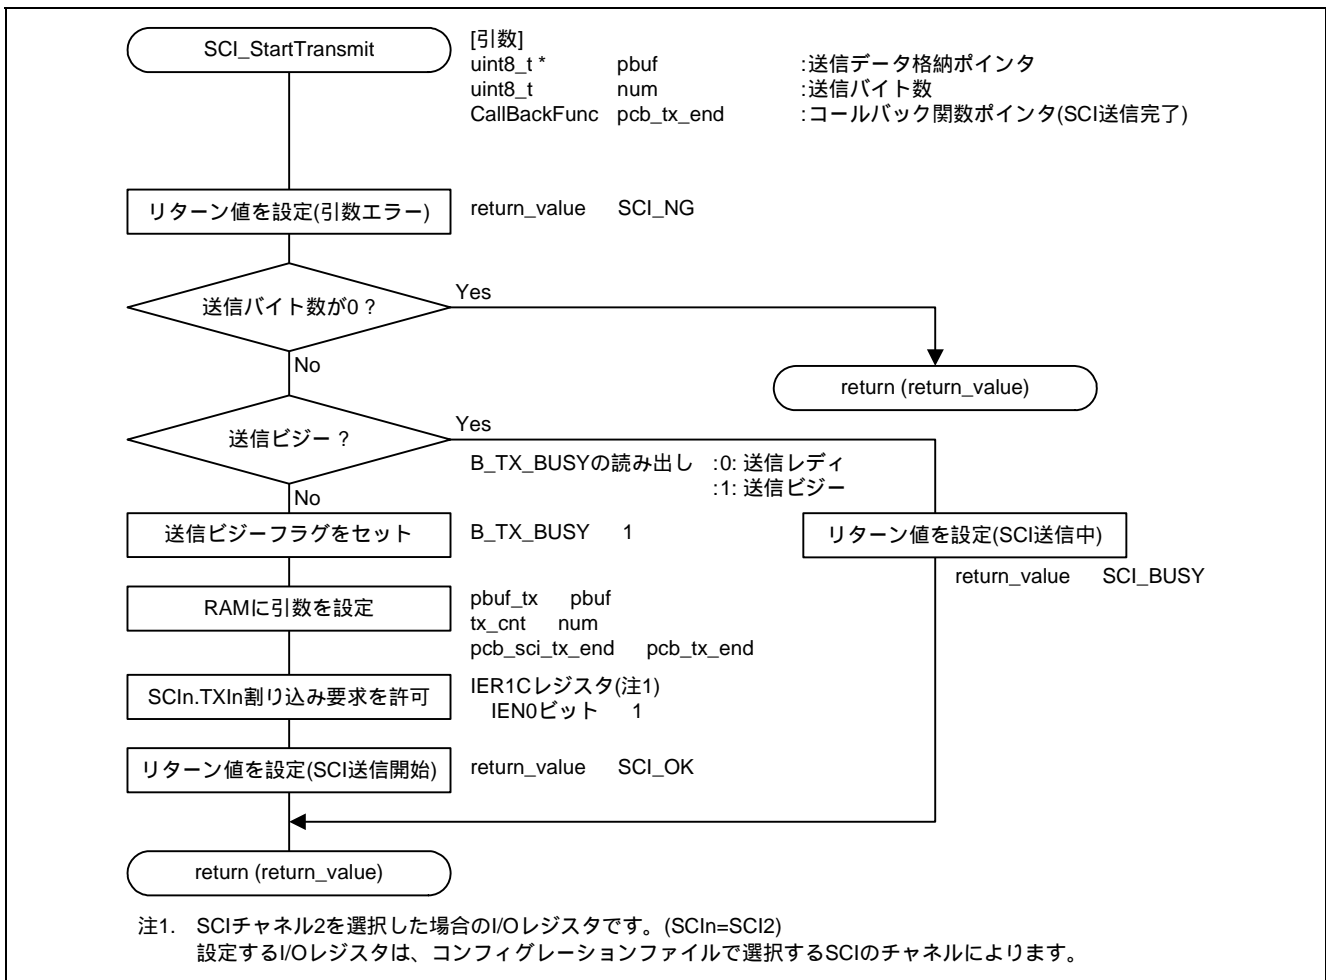 SCI_StartTransmit
[引数]
uint8_t * pbuf :送信データ格納ポインタ
uint8_t num :送信バイト数
CallBackFunc pcb_tx_end :コールバック関数ポインタ(SCI送信完了)
リターン値を設定(引数エラー)
return_value SCI_NG
送信バイト数が0 ?
Yes
No
return (return_value)
送信ビジー ?
Yes
B_TX_BUSYの読み出し :0: 送信レディ
:1: 送信ビジー
No
送信ビジーフラグをセット
B_TX_BUSY 1
リターン値を設定(SCI送信中)
return_value SCI_BUSY
RAMに引数を設定
pbuf_tx pbuf
tx_cnt num
pcb_sci_tx_end pcb_tx_end
SCIn.TXIn割り込み要求を許可
IER1Cレジスタ(注1)
IEN0ビット 1
リターン値を設定(SCI送信開始)
return_value SCI_OK
return (return_value)
注1. SCIチャネル2を選択した場合のI/Oレジスタです。(SCIn=SCI2)
設定するI/Oレジスタは、コンフィグレーションファイルで選択するSCIのチャネルによります。